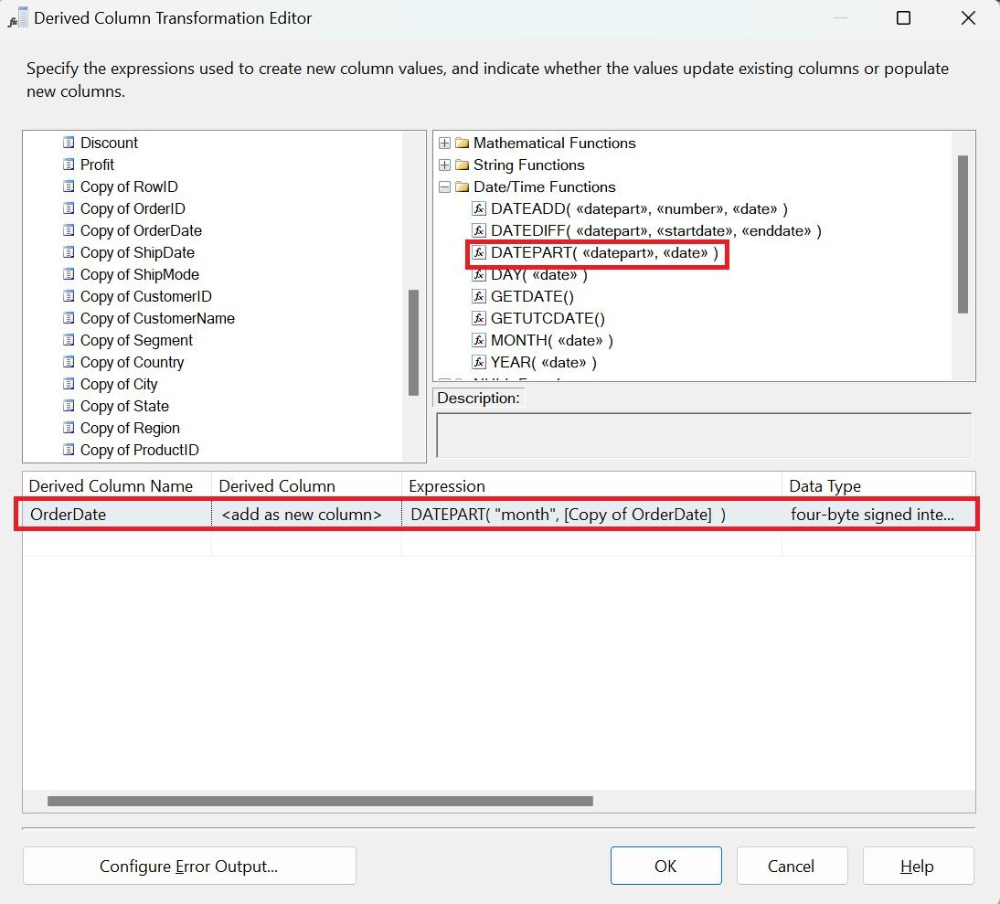 Derived Column Transformation Editor
Specify the expressions used to create new column values, and indicate whether the values update existing columns or populate
new columns.
Discount
Profit
Copy of RowID
Copy of OrderID
Copy of OrderDate
Copy of ShipDate
Copy of ShipMode
Copy of CustomerID
Copy of CustomerName
Copy of Segment
Copy of Country
Copy of City
Copy of State
Copy of Region
Copy of ProductID
Mathematical Functions
String Functions
Date/Time Functions
DATEADD( «datepart», «number», «date» )
DATEDIFF( «datepart», «startdate», «enddate» )
DATEPART( «datepart», «date» )
DAY( «date» )
GETDATE()
GETUTCDATE()
MONTH( «date» )
YEAR( «date» )
Description:
Derived Column Name Derived Column Expression Data Type
OrderDate <add as new column> DATEPART( "month", [Copy of OrderDate] ) four-byte signed inte...
Configure Error Output... OK Cancel Help